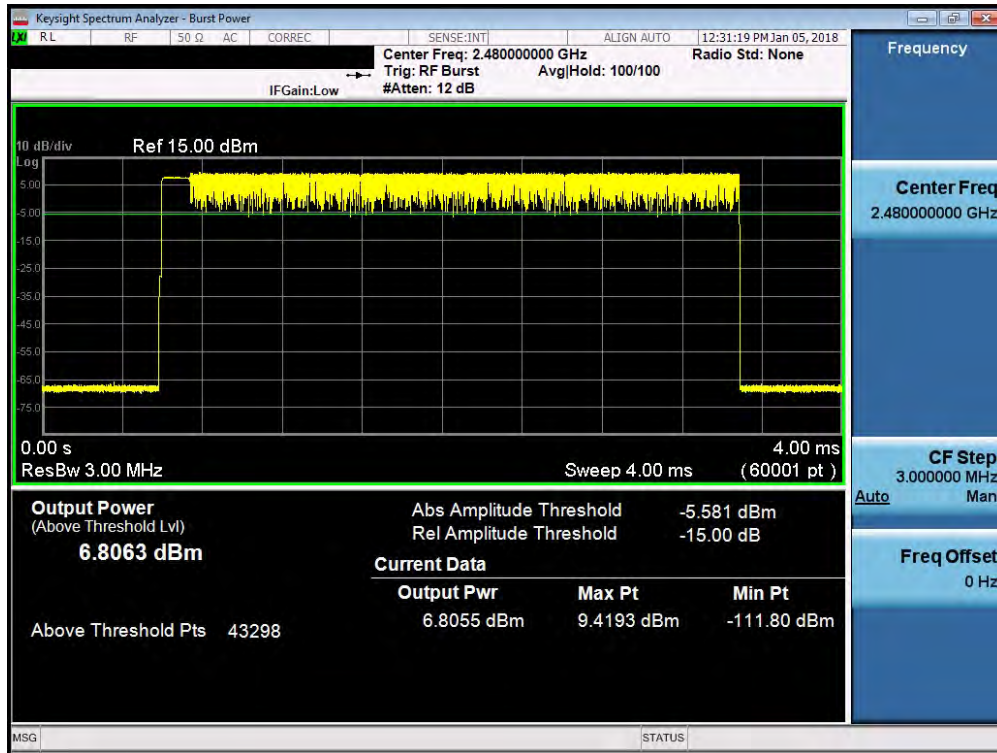 Keysight Spectrum Analyzer - Burst Power
LXI RL RF 50 Ω AC CORREC SENSE:INT ALIGN AUTO 12:31:19 PM Jan 05, 2018
Center Freq: 2.480000000 GHz Radio Std: None
Trig: RF Burst Avg|Hold: 100/100
IFGain:Low #Atten: 12 dB
10 dB/div Ref 15.00 dBm
Log
5.00
-5.00
-15.0
-25.0
-35.0
-45.0
-55.0
-65.0
-75.0
0.00 s 4.00 ms
ResBw 3.00 MHz Sweep 4.00 ms (60001 pt )
Output Power
(Above Threshold Lvl)
6.8063 dBm
Above Threshold Pts 43298
Abs Amplitude Threshold -5.581 dBm
Rel Amplitude Threshold -15.00 dB
Current Data
Output Pwr Max Pt Min Pt
6.8055 dBm 9.4193 dBm -111.80 dBm
Frequency
Center Freq
2.480000000 GHz
CF Step
3.000000 MHz
Auto Man
Freq Offset
0 Hz
MSG STATUS